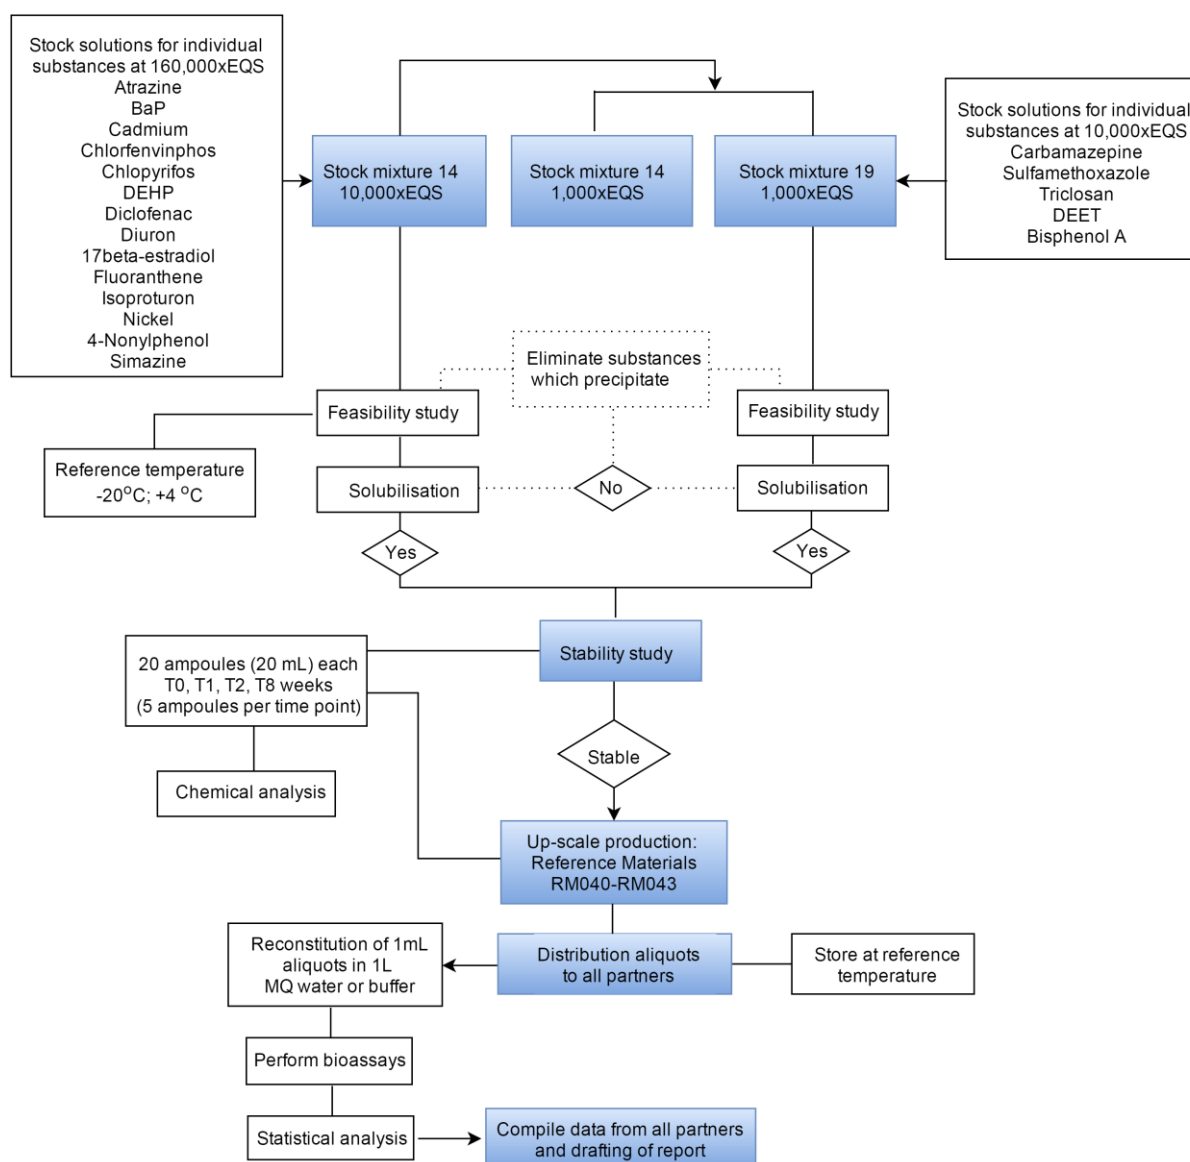 Stock solutions for individual
substances at 160,000xEQS
Atrazine
BaP
Cadmium
Chlorfenvinphos
Chlopyrifos
DEHP
Diclofenac
Diuron
17beta-estradiol
Fluoranthene
Isoproturon
Nickel
4-Nonylphenol
Simazine
Stock mixture 14
10,000xEQS
Stock mixture 14
1,000xEQS
Stock mixture 19
1,000xEQS
Stock solutions for individual
substances at 10,000xEQS
Carbamazepine
Sulfamethoxazole
Triclosan
DEET
Bisphenol A
Eliminate substances
which precipitate
Feasibility study
Feasibility study
Reference temperature
-20°C; +4 °C
Solubilisation
No
Solubilisation
Yes
Yes
20 ampoules (20 mL) each
T0, T1, T2, T8 weeks
(5 ampoules per time point)
Stability study
Chemical analysis
Stable
Up-scale production:
Reference Materials
RM040-RM043
Reconstitution of 1mL
aliquots in 1L
MQ water or buffer
Distribution aliquots
to all partners
Store at reference
temperature
Perform bioassays
Statistical analysis
Compile data from all partners
and drafting of report